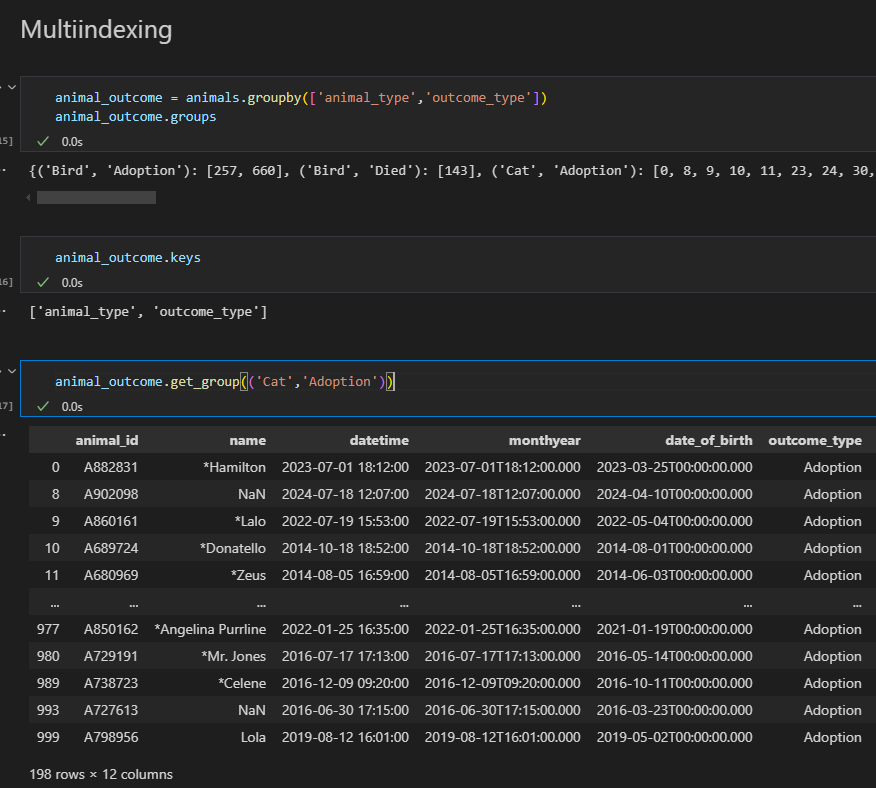 Multiindexing
animal_outcome = animals.groupby(['animal_type','outcome_type'])
animal_outcome.groups
15]
0.0s
{('Bird', 'Adoption'): [257, 660], ('Bird', 'Died'): [143], ('Cat', 'Adoption'): [0, 8, 9, 10, 11, 23, 24, 30,
animal_outcome.keys
16]
0.0s
['animal_type', 'outcome_type']
animal_outcome.get_group(('Cat','Adoption'))
17]
0.0s
animal_id name datetime monthyear date_of_birth outcome_type
0 A882831 *Hamilton 2023-07-01 18:12:00 2023-07-01T18:12:00.000 2023-03-25T00:00:00.000 Adoption
8 A902098 NaN 2024-07-18 12:07:00 2024-07-18T12:07:00.000 2024-04-10T00:00:00.000 Adoption
9 A860161 *Lalo 2022-07-19 15:53:00 2022-07-19T15:53:00.000 2022-05-04T00:00:00.000 Adoption
10 A689724 *Donatello 2014-10-18 18:52:00 2014-10-18T18:52:00.000 2014-08-01T00:00:00.000 Adoption
11 A680969 *Zeus 2014-08-05 16:59:00 2014-08-05T16:59:00.000 2014-06-03T00:00:00.000 Adoption
... ... ... ... ... ... ...
977 A850162 *Angelina Purrline 2022-01-25 16:35:00 2022-01-25T16:35:00.000 2021-01-19T00:00:00.000 Adoption
980 A729191 *Mr. Jones 2016-07-17 17:13:00 2016-07-17T17:13:00.000 2016-05-14T00:00:00.000 Adoption
989 A738723 *Celene 2016-12-09 09:20:00 2016-12-09T09:20:00.000 2016-10-11T00:00:00.000 Adoption
993 A727613 NaN 2016-06-30 17:15:00 2016-06-30T17:15:00.000 2016-03-23T00:00:00.000 Adoption
999 A798956 Lola 2019-08-12 16:01:00 2019-08-12T16:01:00.000 2019-05-02T00:00:00.000 Adoption
198 rows × 12 columns